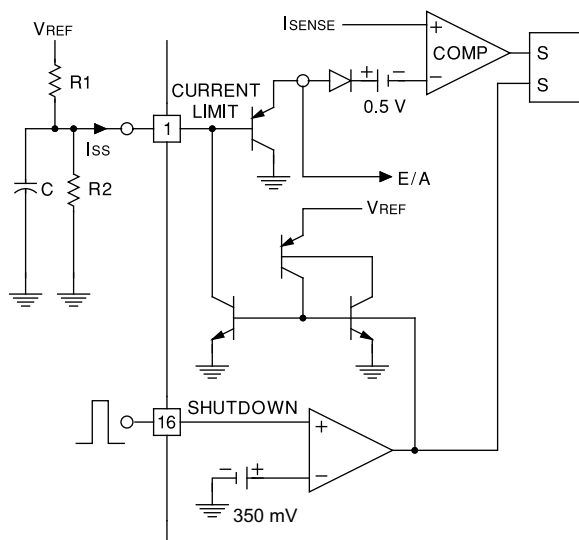 VREF
R1
ISS
C
R2
1
CURRENT
LIMIT
ISENSE
+
COMP
−
S
S
+ −
0.5 V
E/A
VREF
16
SHUTDOWN
+
−
− +
350 mV